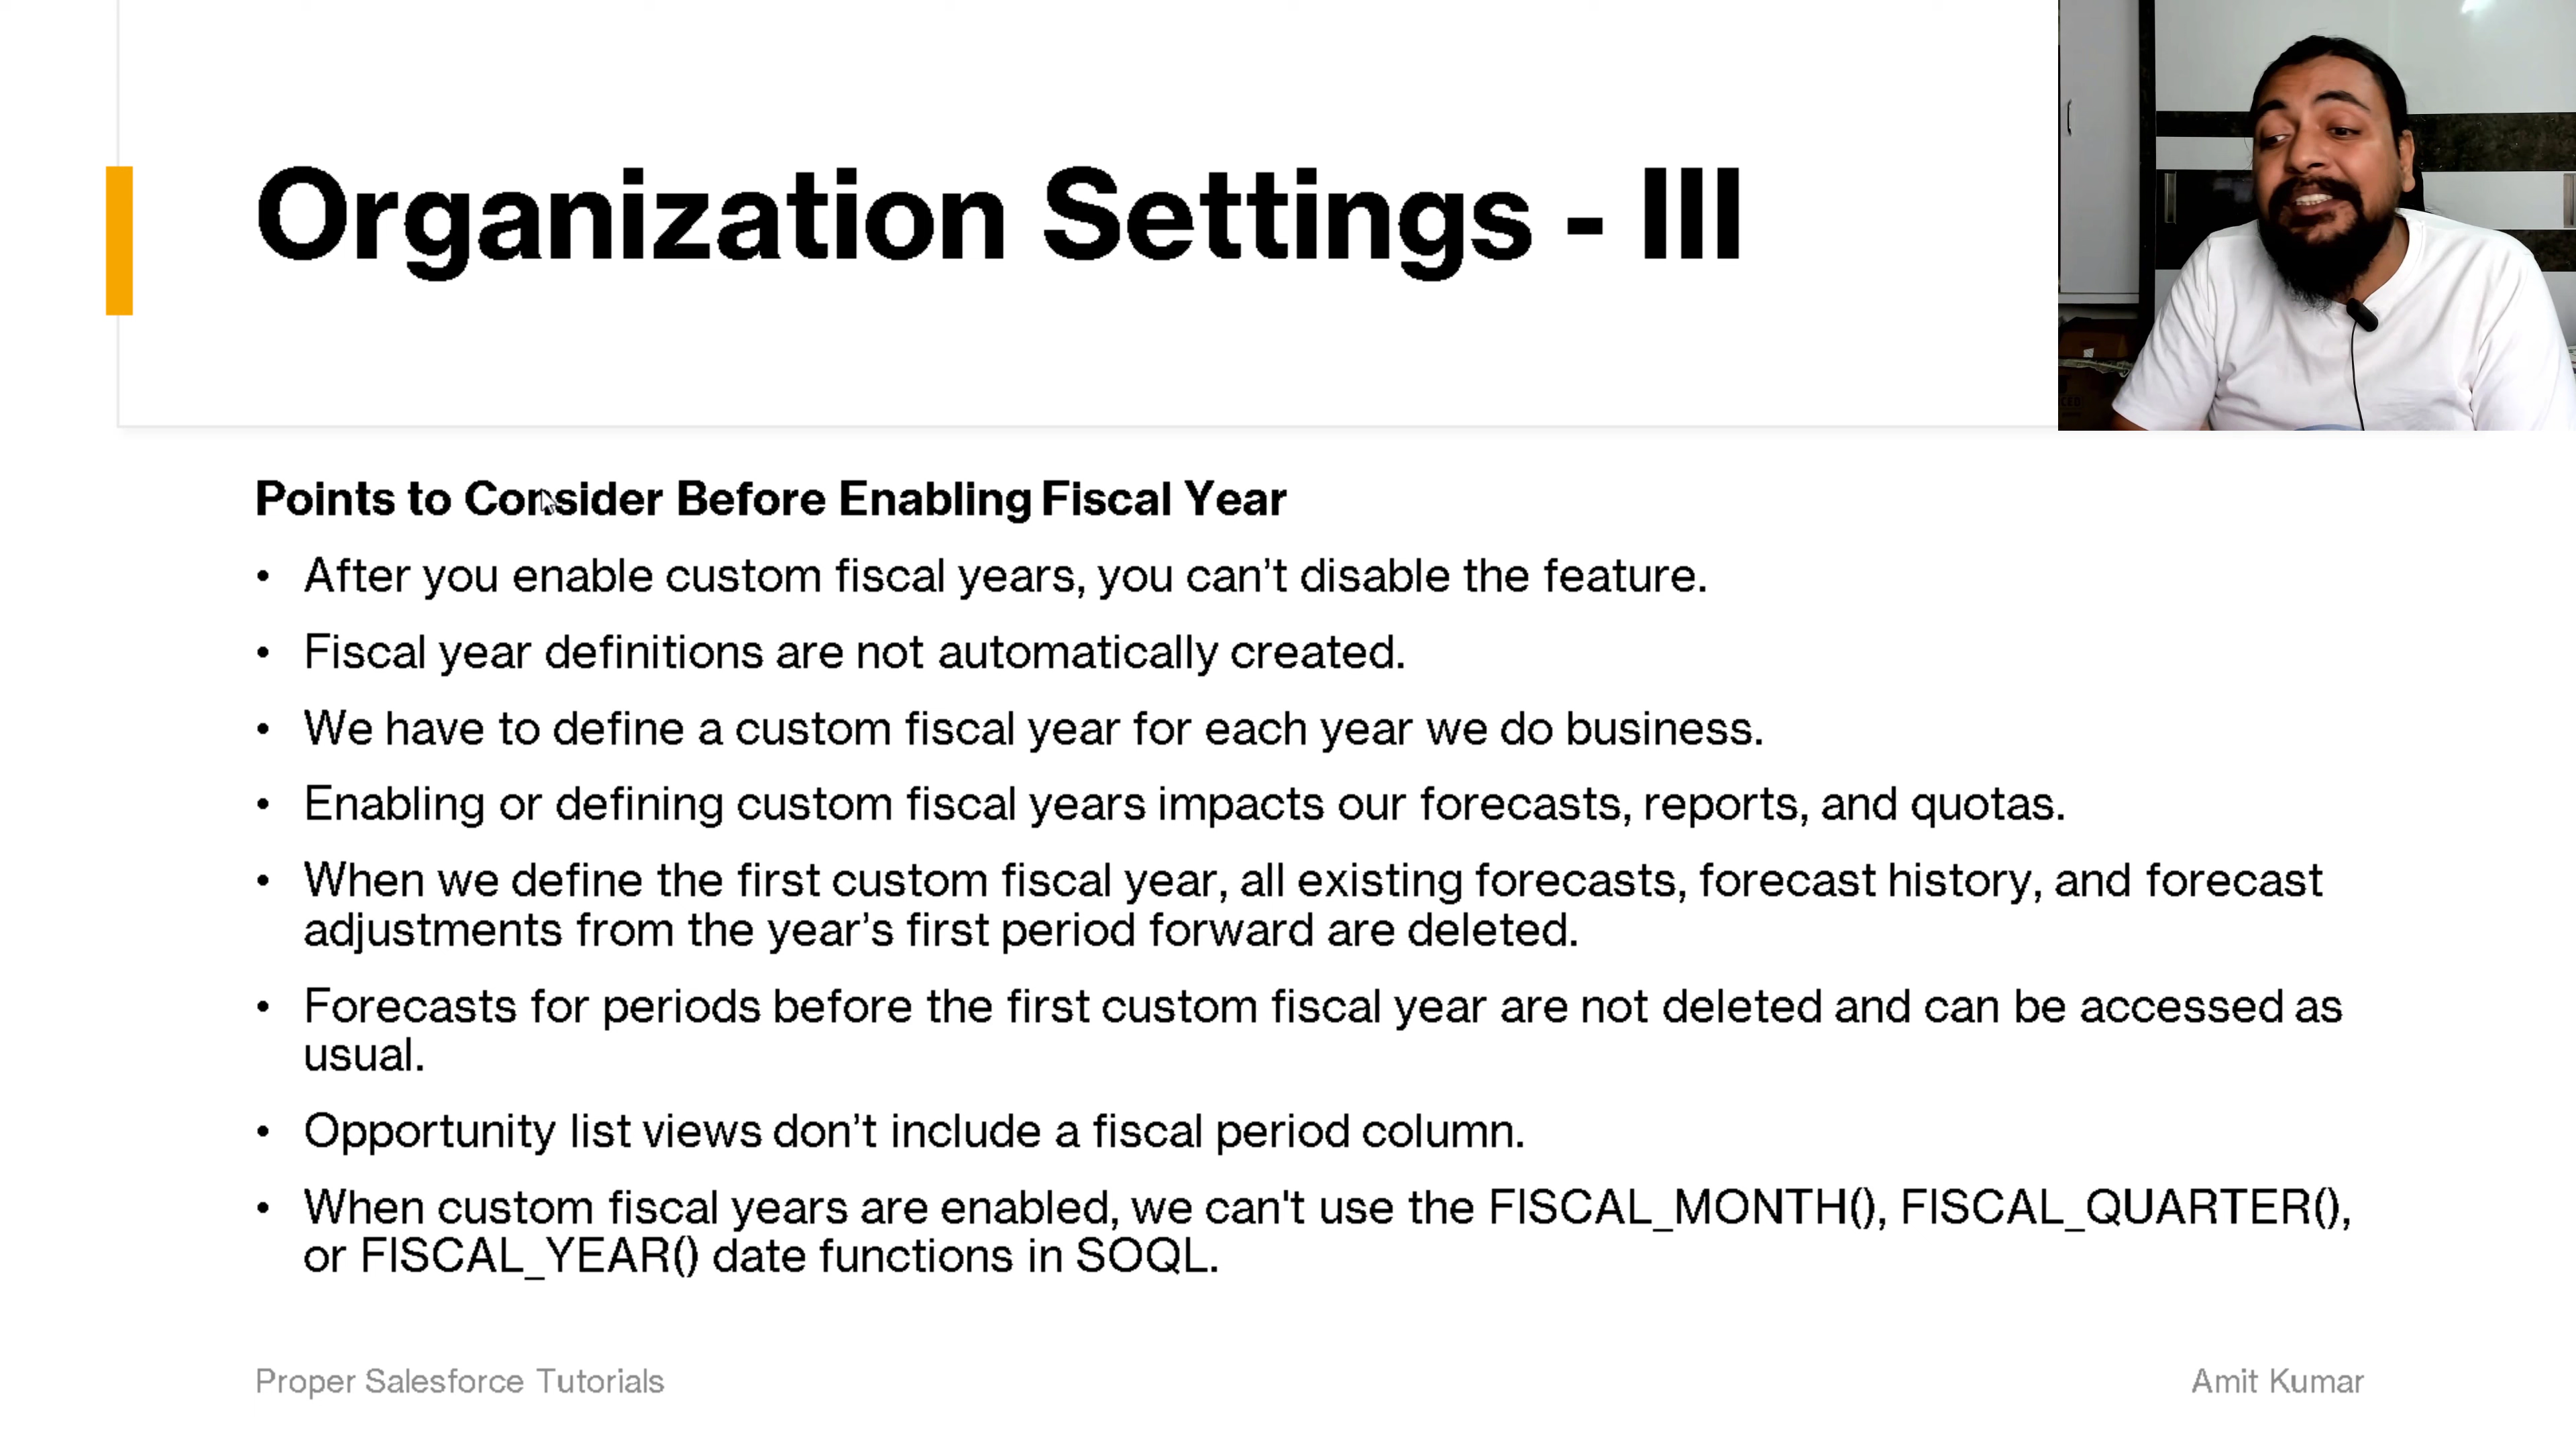 Organization Settings - III
Points to Consider Before Enabling Fiscal Year
• After you enable custom fiscal years, you can’t disable the feature.
• Fiscal year definitions are not automatically created.
• We have to define a custom fiscal year for each year we do business.
• Enabling or defining custom fiscal years impacts our forecasts, reports, and quotas.
• When we define the first custom fiscal year, all existing forecasts, forecast history, and forecast
adjustments from the year’s first period forward are deleted.
• Forecasts for periods before the first custom fiscal year are not deleted and can be accessed as
usual.
• Opportunity list views don’t include a fiscal period column.
• When custom fiscal years are enabled, we can't use the FISCAL_MONTH(), FISCAL_QUARTER(),
or FISCAL_YEAR() date functions in SOQL.
Proper Salesforce Tutorials
Amit Kumar